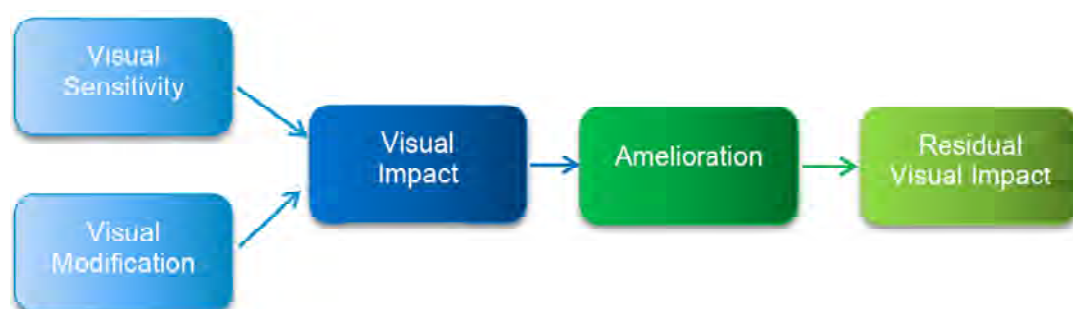 Visual
Sensitivity
Visual
Modification
Visual
Impact
Amelioration
Residual
Visual Impact